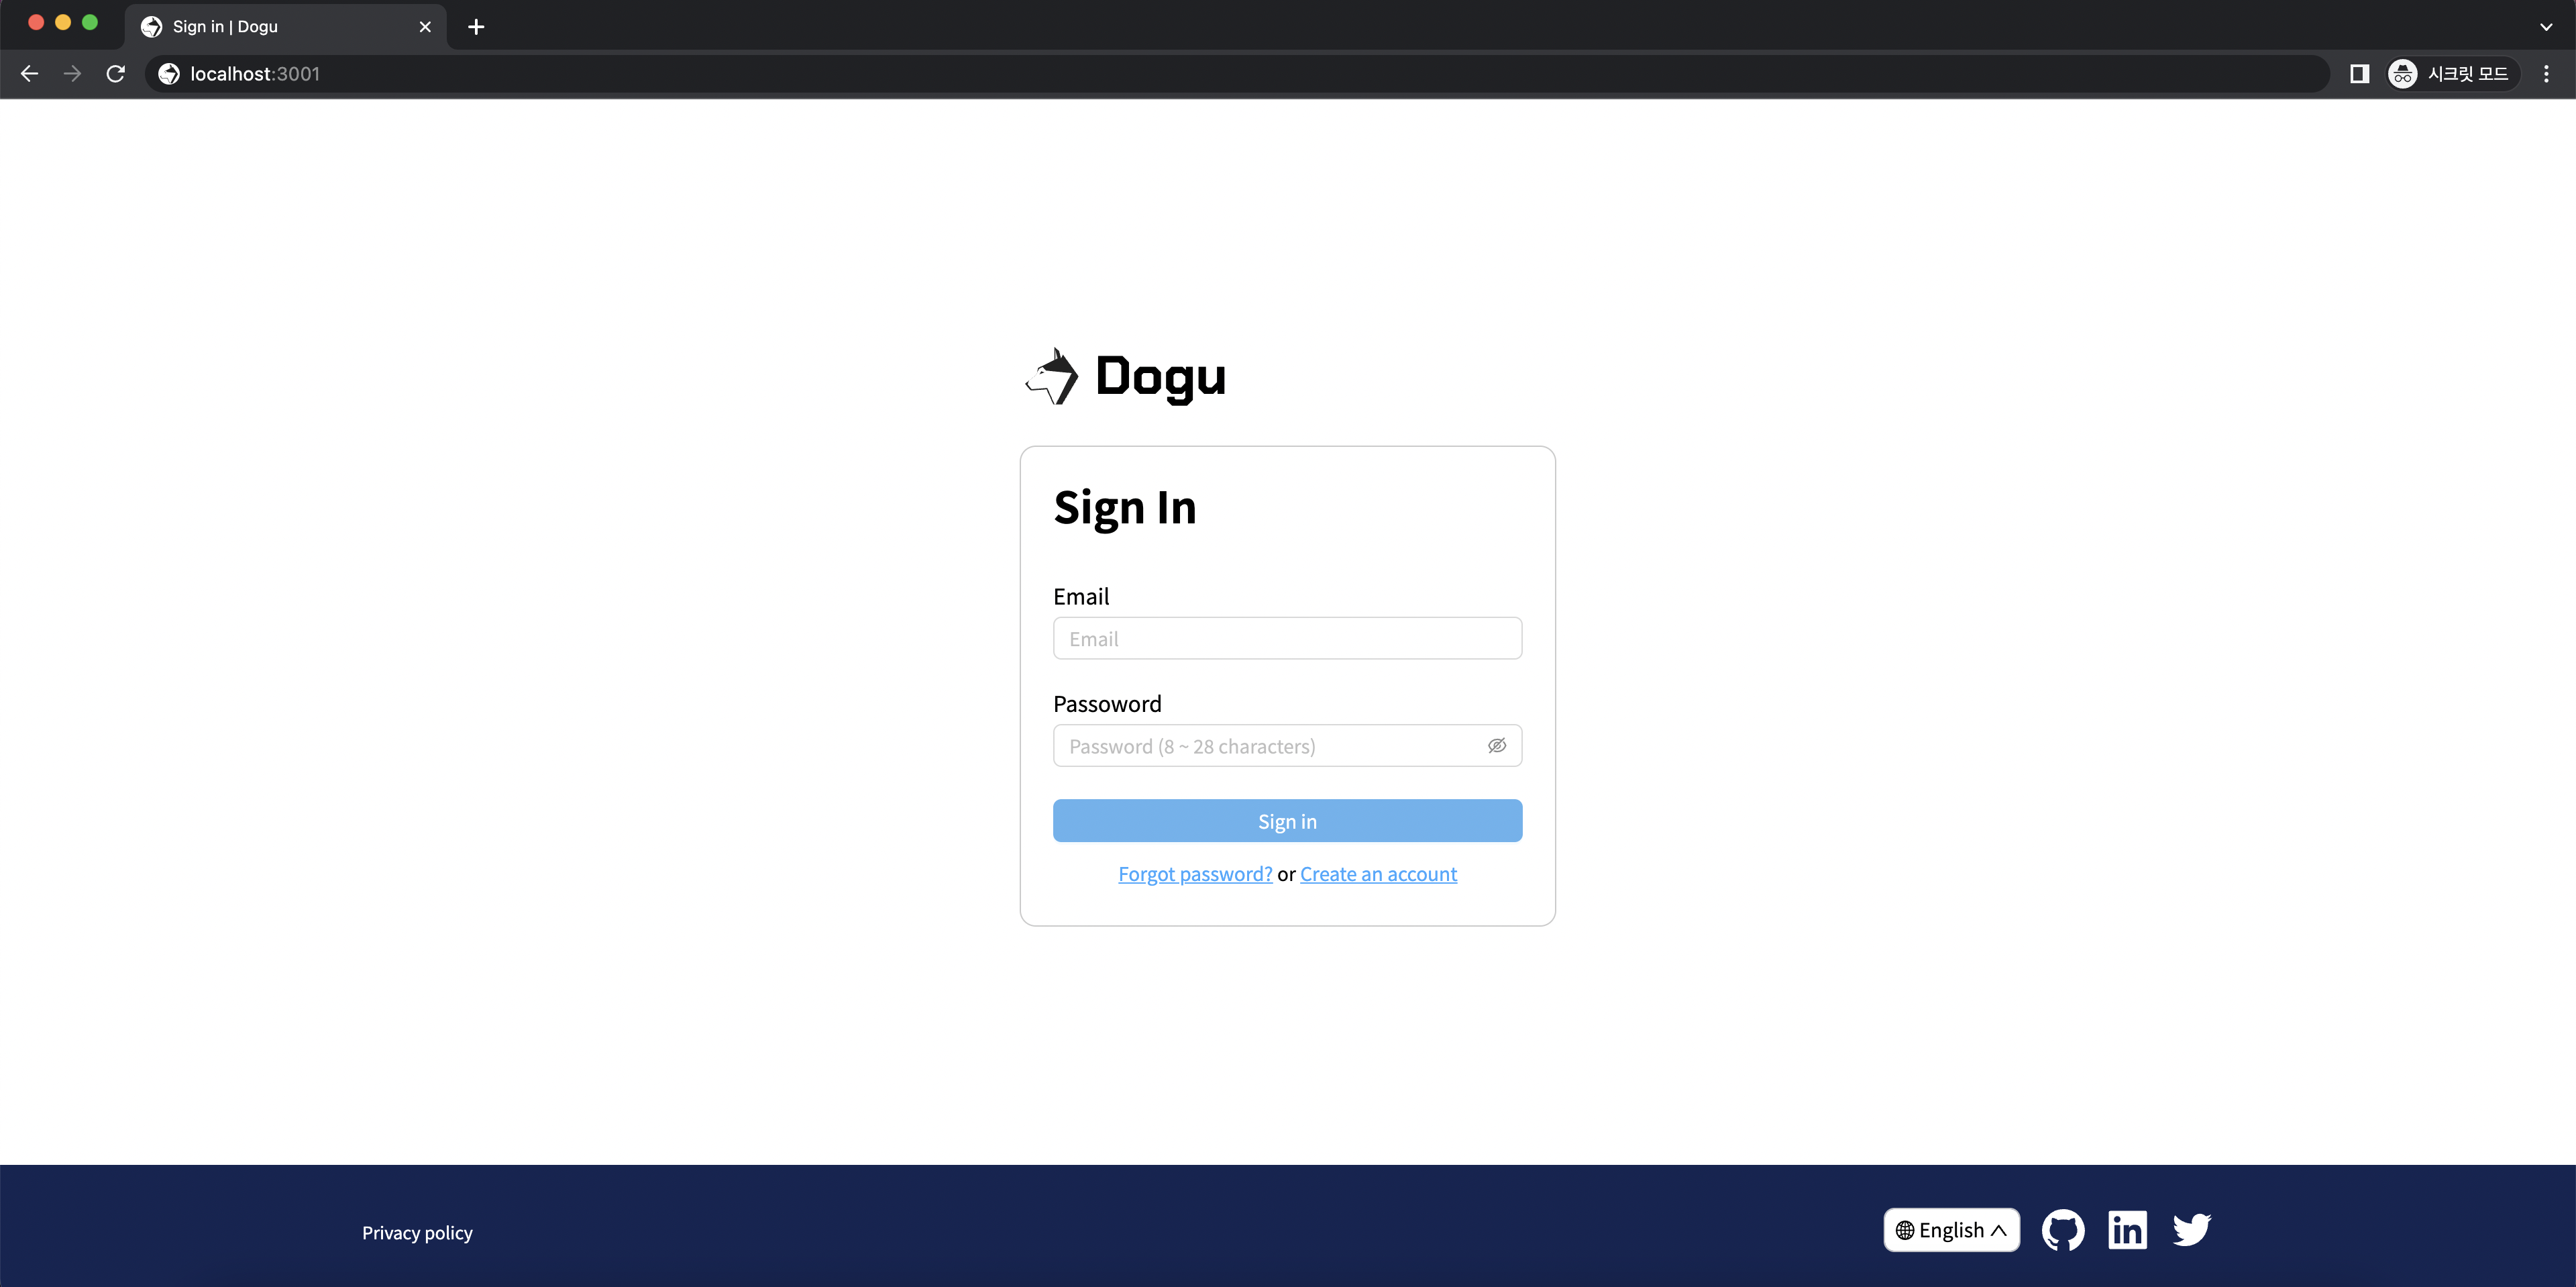 Sign in | Dogu
localhost:3001
시크릿 모드
Dogu
Sign In
Email
Email
Passoword
Password (8 ~ 28 characters)
Sign in
Forgot password? or Create an account
Privacy policy
English
in